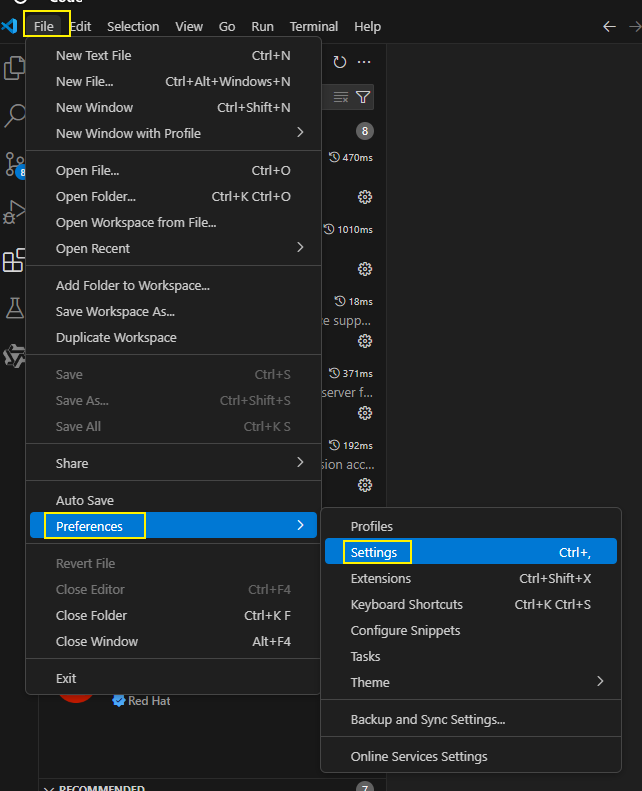 Code
File Edit Selection View Go Run Terminal Help
New Text File Ctrl+N
New File... Ctrl+Alt+Windows+N
New Window Ctrl+Shift+N
New Window with Profile
8
470ms
Open File... Ctrl+O
8
Open Folder... Ctrl+K Ctrl+O
Open Workspace from File...
1010ms
Open Recent
Add Folder to Workspace...
18ms
Save Workspace As...
ce supp...
Duplicate Workspace
Save Ctrl+S
371ms
Save As... Ctrl+Shift+S
server f...
Save All Ctrl+K S
192ms
Share
sion acc...
Auto Save
Preferences
Profiles
Settings Ctrl+,
Revert File
Extensions Ctrl+Shift+X
Close Editor Ctrl+F4
Keyboard Shortcuts Ctrl+K Ctrl+S
Close Folder Ctrl+K F
Configure Snippets
Close Window Alt+F4
Tasks
Exit
Theme
Red Hat
Backup and Sync Settings...
Online Services Settings
RECOMMENDED 7